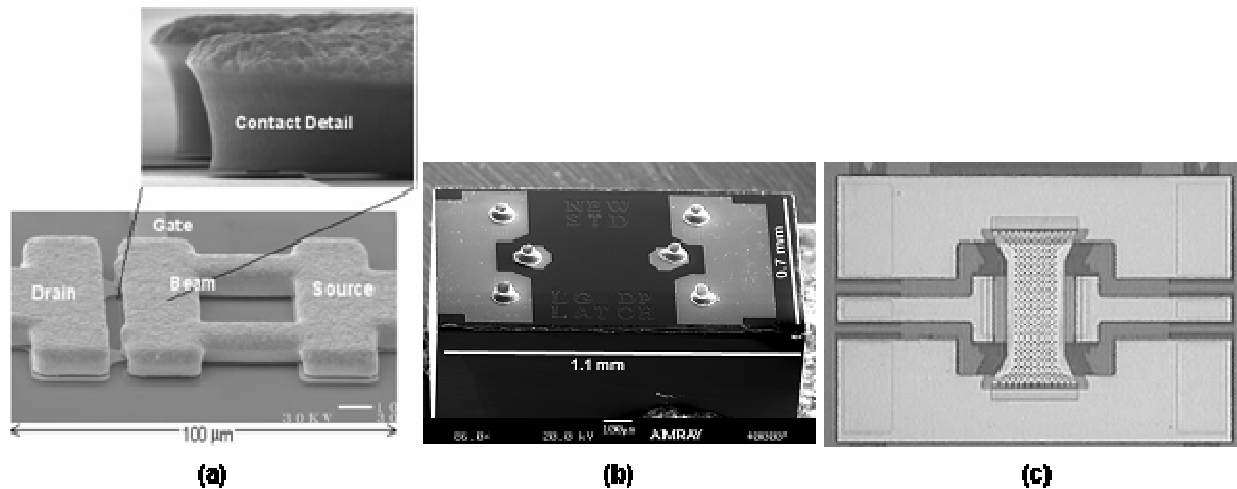 Contact Detail
Gate
Beam
Drain
Source
30KV
100 μm
(a)
NEW
STD
LG DP
LATCH
0.7 mm
1.1 mm
20.0 kV
100μm
AMRAY
(b)
(c)